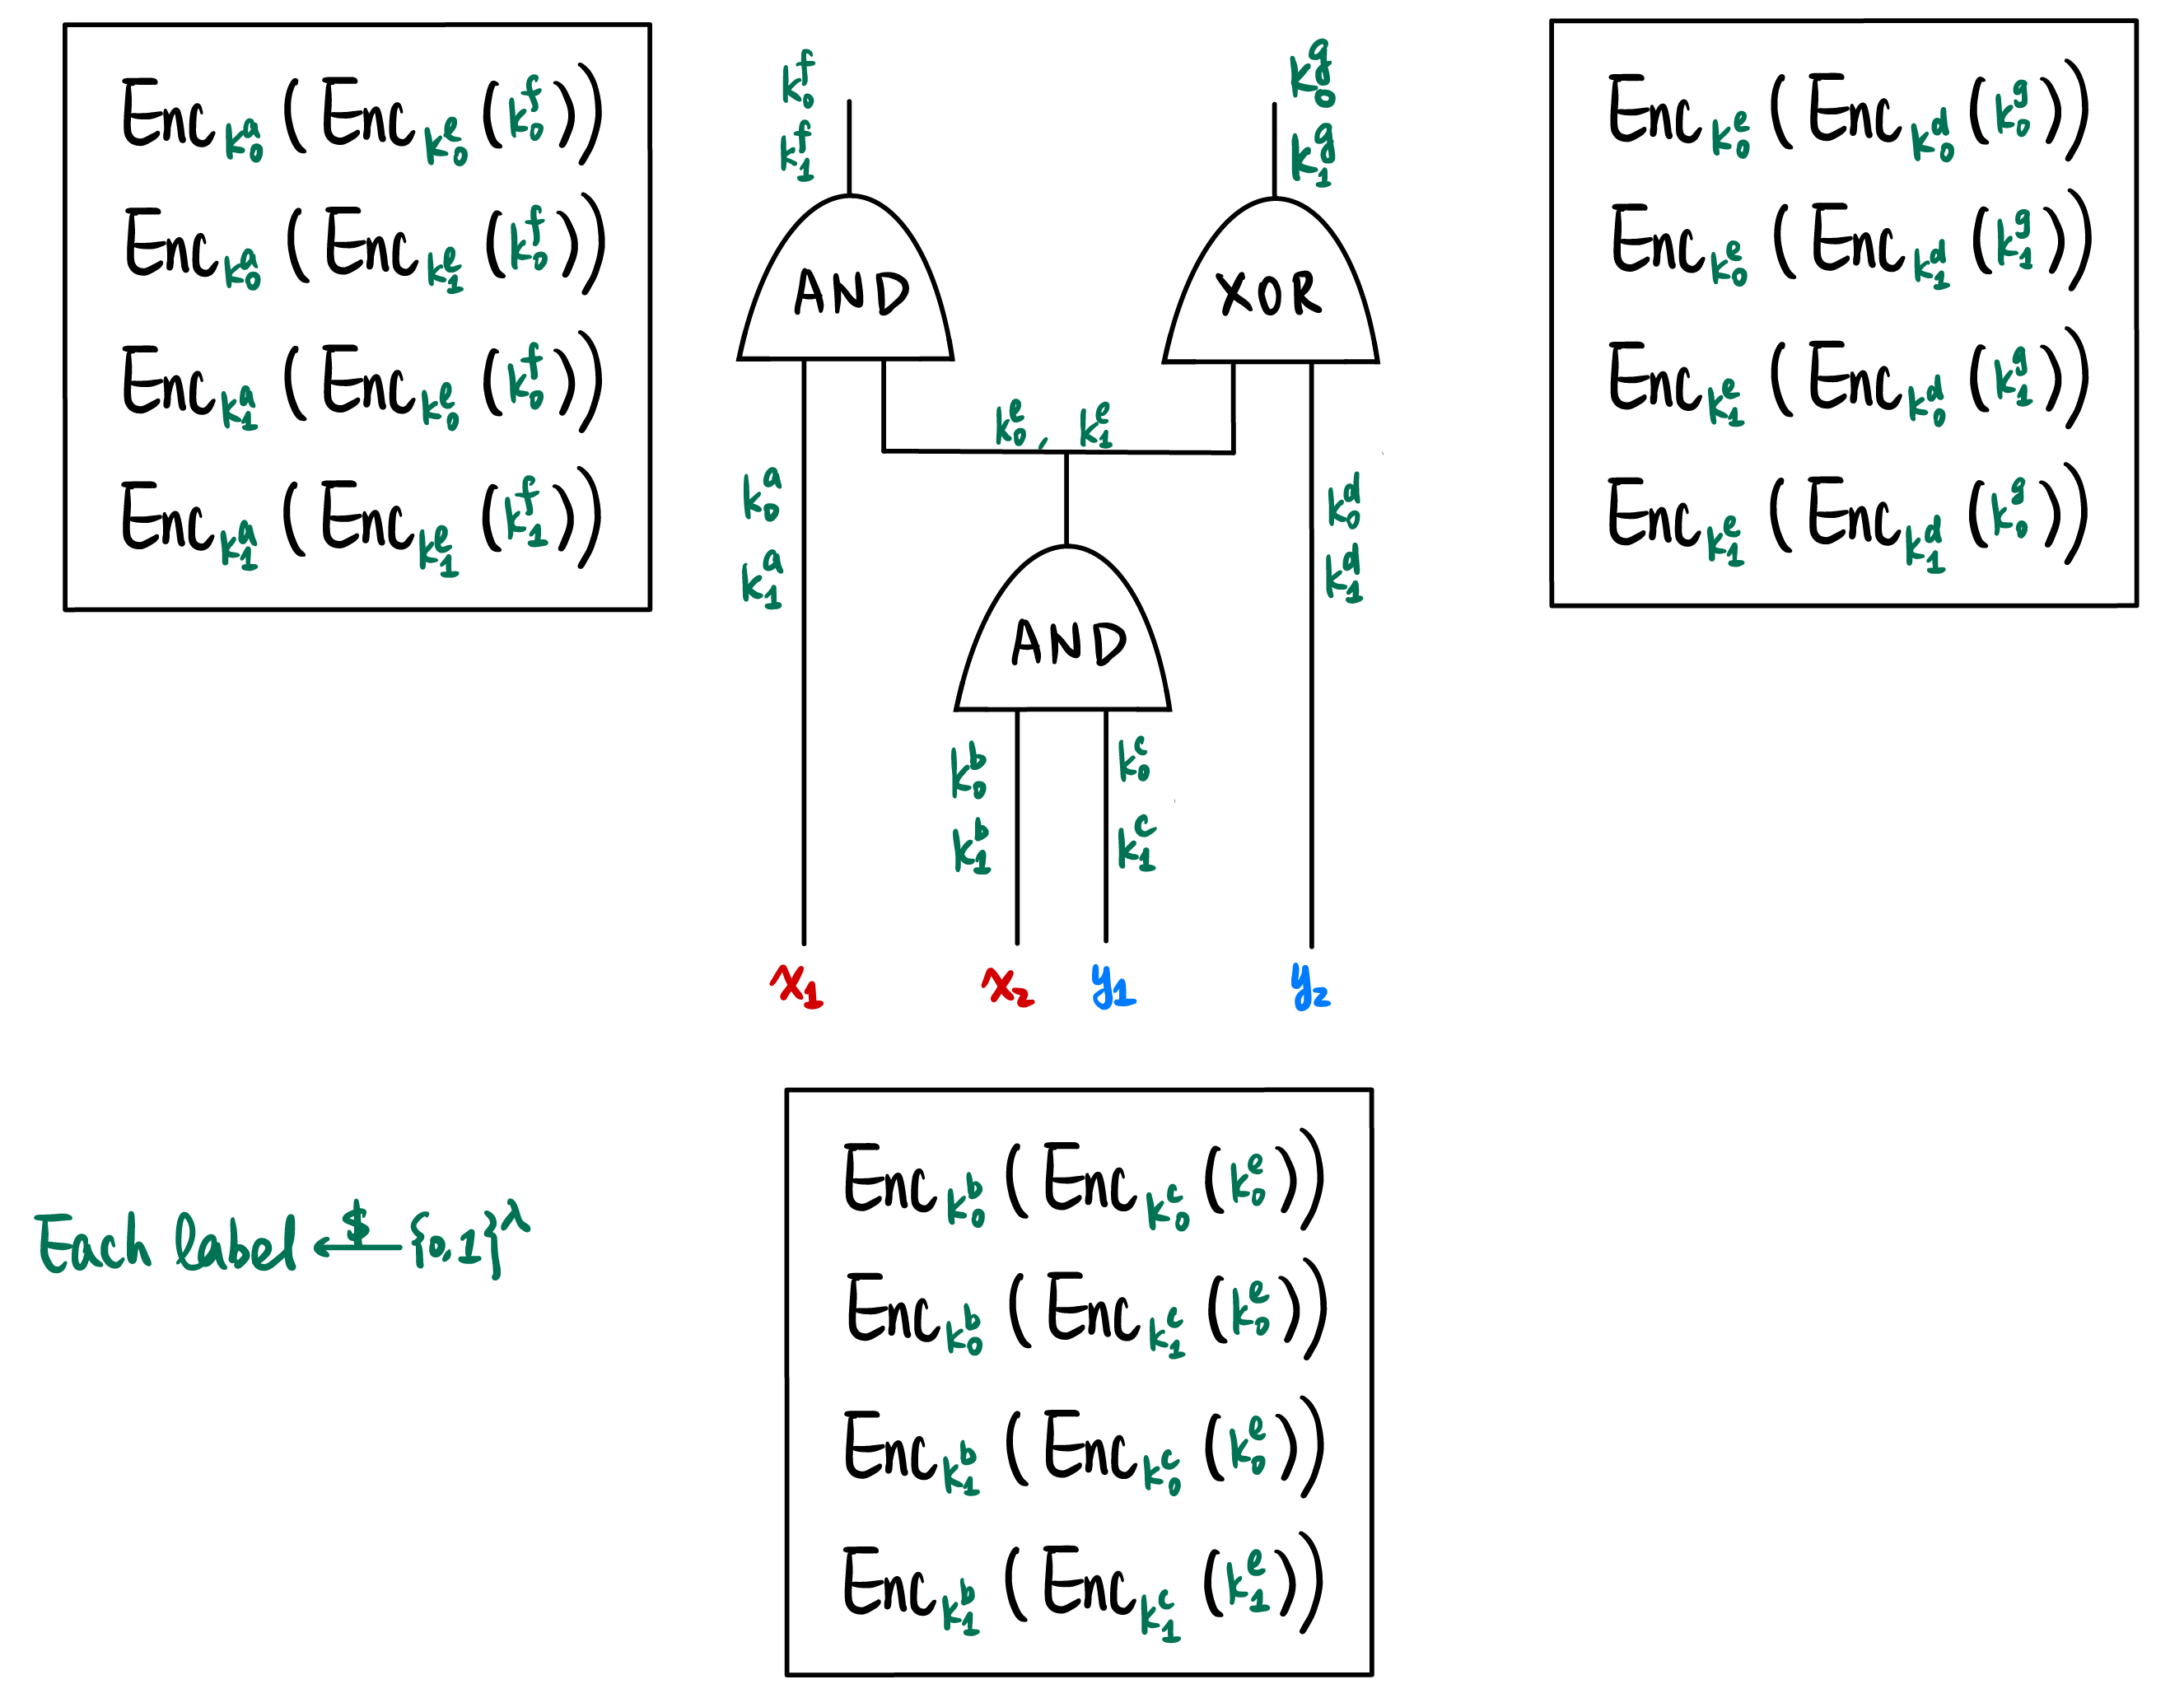 Enc_{k_0^a}(Enc_{k_0^e}(k_0^f))
Enc_{k_0^a}(Enc_{k_1^e}(k_0^f))
Enc_{k_1^a}(Enc_{k_0^e}(k_0^f))
Enc_{k_1^a}(Enc_{k_1^e}(k_1^f))
k_0^f
k_1^f
k_0^g
k_1^g
AND
XOR
k_0^e, k_1^e
k_0^a
k_1^a
k_0^d
k_1^d
AND
k_0^b
k_1^b
k_0^c
k_1^c
x_1 x_2 y_1 y_2
Enc_{k_0^e}(Enc_{k_0^d}(k_0^g))
Enc_{k_0^e}(Enc_{k_1^d}(k_1^g))
Enc_{k_1^e}(Enc_{k_0^d}(k_1^g))
Enc_{k_1^e}(Enc_{k_1^d}(k_0^g))
Each label ←$ {0,1}^λ
Enc_{k_0^b}(Enc_{k_0^c}(k_0^e))
Enc_{k_0^b}(Enc_{k_1^c}(k_0^e))
Enc_{k_1^b}(Enc_{k_0^c}(k_0^e))
Enc_{k_1^b}(Enc_{k_1^c}(k_1^e))